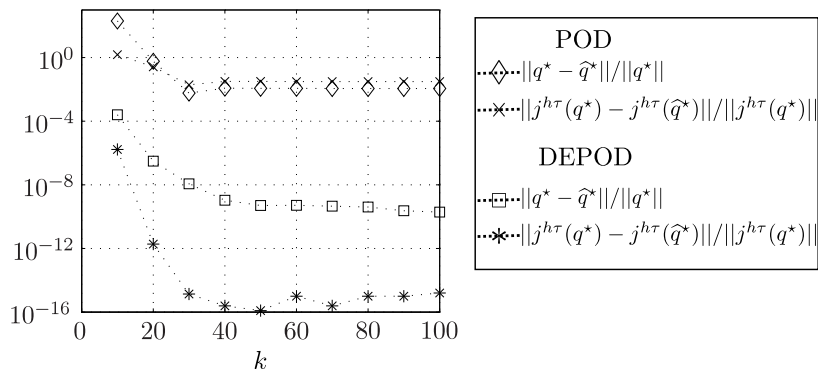 10^0
10^{-4}
10^{-8}
10^{-12}
10^{-16}
0 20 40 60 80 100
k
POD
||q^⋆ − q̂^⋆||/||q^⋆||
||j^{hτ}(q^⋆) − j^{hτ}(q̂^⋆)||/||j^{hτ}(q^⋆)||
DEPOD
||q^⋆ − q̂^⋆||/||q^⋆||
||j^{hτ}(q^⋆) − j^{hτ}(q̂^⋆)||/||j^{hτ}(q^⋆)||